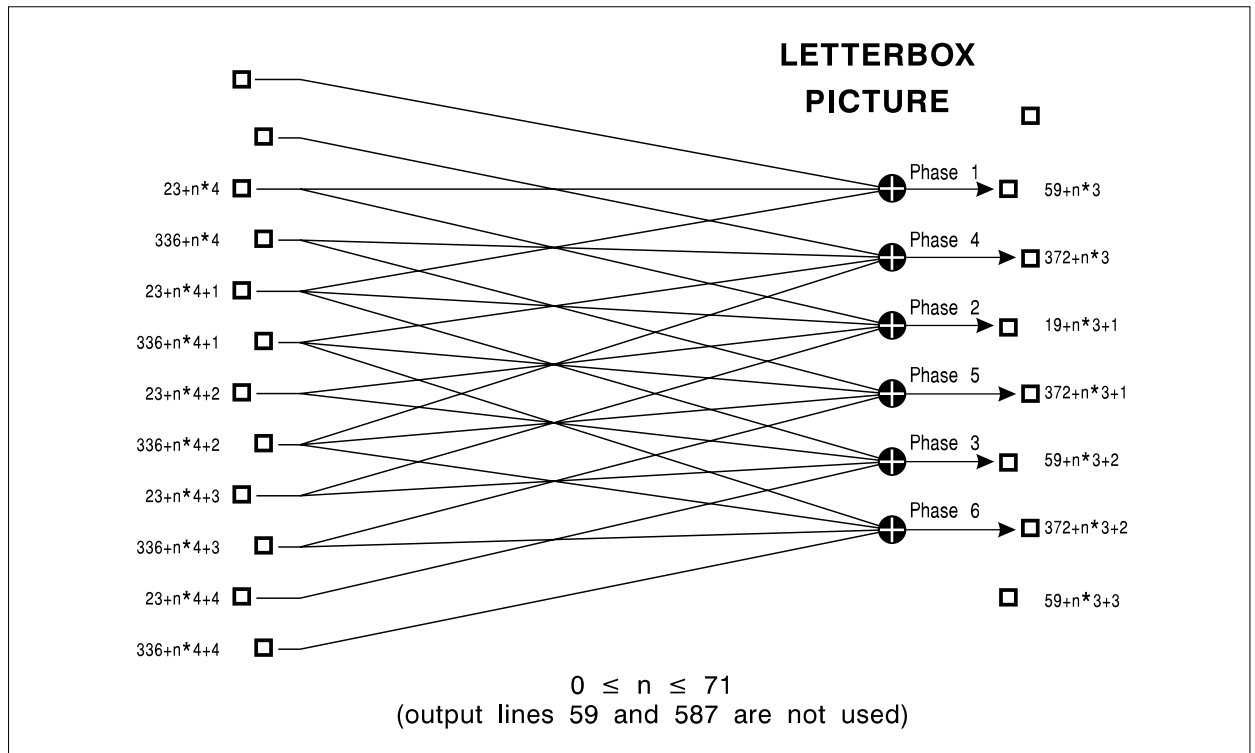 LETTERBOX
PICTURE
23+n*4
336+n*4
23+n*4+1
336+n*4+1
23+n*4+2
336+n*4+2
23+n*4+3
336+n*4+3
23+n*4+4
336+n*4+4
Phase 1
Phase 4
Phase 2
Phase 5
Phase 3
Phase 6
59+n*3
372+n*3
19+n*3+1
372+n*3+1
59+n*3+2
372+n*3+2
59+n*3+3
0 ≤ n ≤ 71
(output lines 59 and 587 are not used)